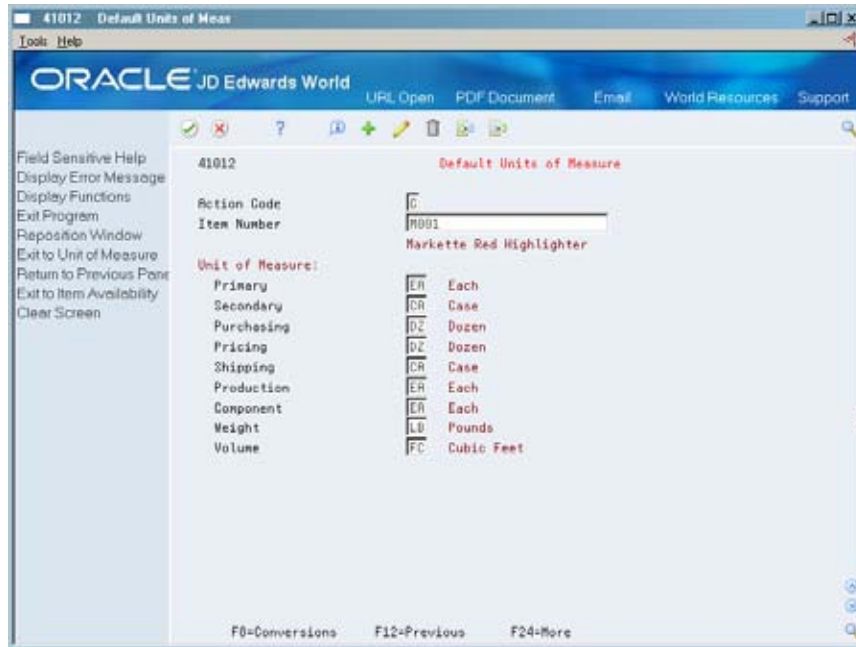 41012 Default Units of Meas
Tools Help
ORACLE JD Edwards World
URL Open PDF Document Email World Resources Support
Field Sensitive Help
Display Error Message
Display Functions
Exit Program
Reposition Window
Exit to Unit of Measure
Return to Previous Pane
Exit to Item Availability
Clear Screen
41012 Default Units of Measure
Action Code C
Item Number M001
Markette Red Highlighter
Unit of Measure:
Primary EA Each
Secondary CA Case
Purchasing DZ Dozen
Pricing DZ Dozen
Shipping CA Case
Production EA Each
Component EA Each
Weight LB Pounds
Volume FC Cubic Feet
F8=Conversions F12=Previous F24=More